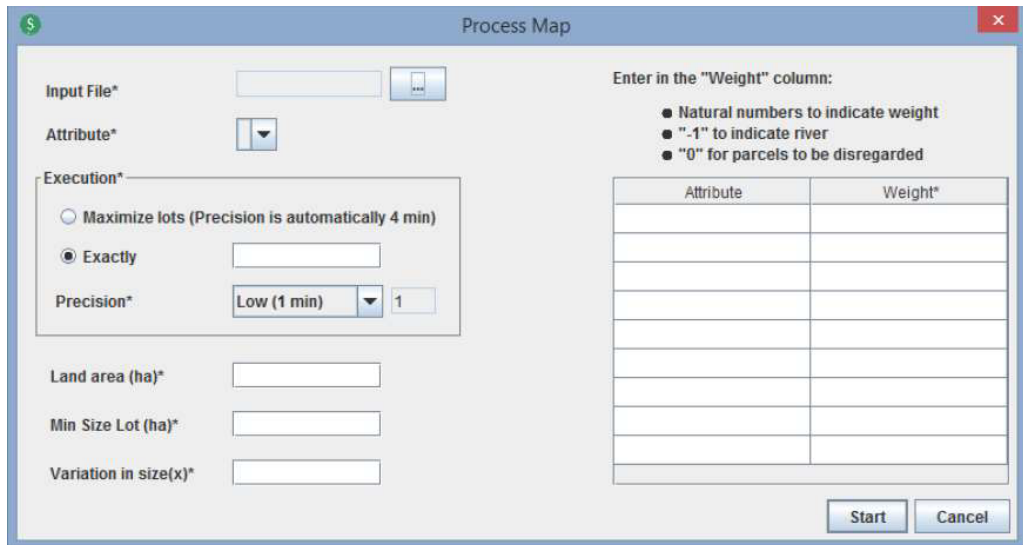 S
Process Map
Input File*
...
Attribute*
Execution*
Maximize lots (Precision is automatically 4 min)
Exactly
Precision*
Low (1 min)
1
Land area (ha)*
Min Size Lot (ha)*
Variation in size(x)*
Enter in the "Weight" column:
Natural numbers to indicate weight
"-1" to indicate river
"0" for parcels to be disregarded
Attribute
Weight*
Start
Cancel